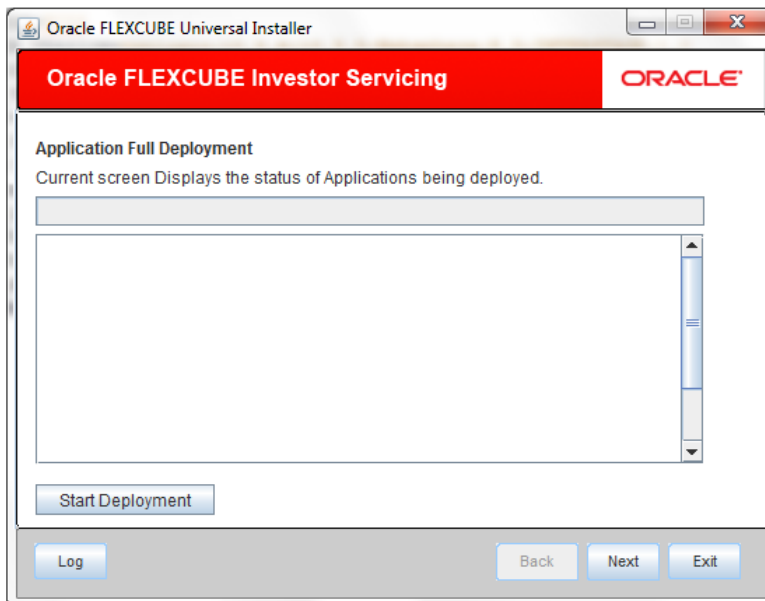 Oracle FLEXCUBE Universal Installer
Oracle FLEXCUBE Investor Servicing
ORACLE
Application Full Deployment
Current screen Displays the status of Applications being deployed.
Start Deployment
Log Back Next Exit